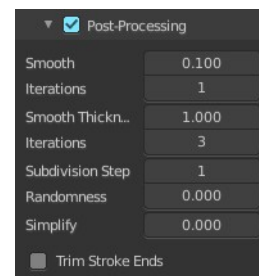 Post-Processing
Smooth 0.100
Iterations 1
Smooth Thickn... 1.000
Iterations 3
Subdivision Step 1
Randomness 0.000
Simplify 0.000
Trim Stroke Ends